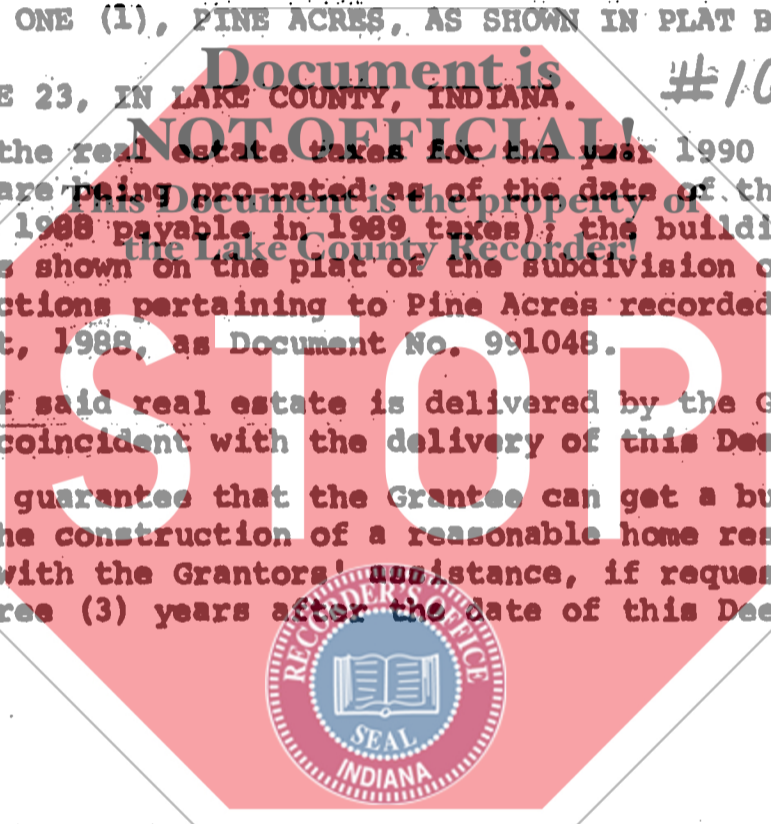 ONE (1), PINE ACRES, AS SHOWN IN PLAT B
Document is
#10
E 23, IN LAKE COUNTY, INDIANA.
NOT OFFICIAL!
the real estate taxes for the year 1990
are being pro-rated as of the date of th
This Document is the property of
1988 payable in 1989 taxes); the buildi
the Lake County Recorder!
s shown on the plat of the subdivision o
ctions pertaining to Pine Acres recorded
t, 1988, as Document No. 991048.
STOP
f said real estate is delivered by the G
coincident with the delivery of this Dee
guarantee that the Grantee can get a bu
he construction of a reasonable home res
with the Grantors' assistance, if reques
ree (3) years after the date of this Dee
RECORDER'S OFFICE
SEAL
INDIANA